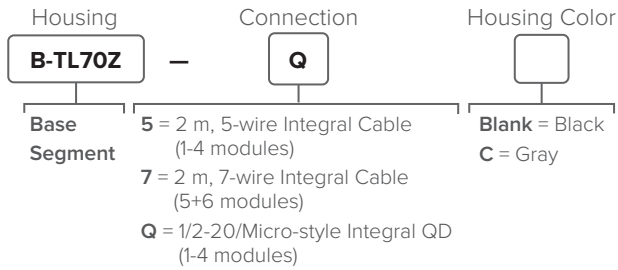 Housing Connection Housing Color
B-TL70Z – Q
Base Segment
5 = 2 m, 5-wire Integral Cable
(1-4 modules)
7 = 2 m, 7-wire Integral Cable
(5+6 modules)
Q = 1/2-20/Micro-style Integral QD
(1-4 modules)
Blank = Black
C = Gray